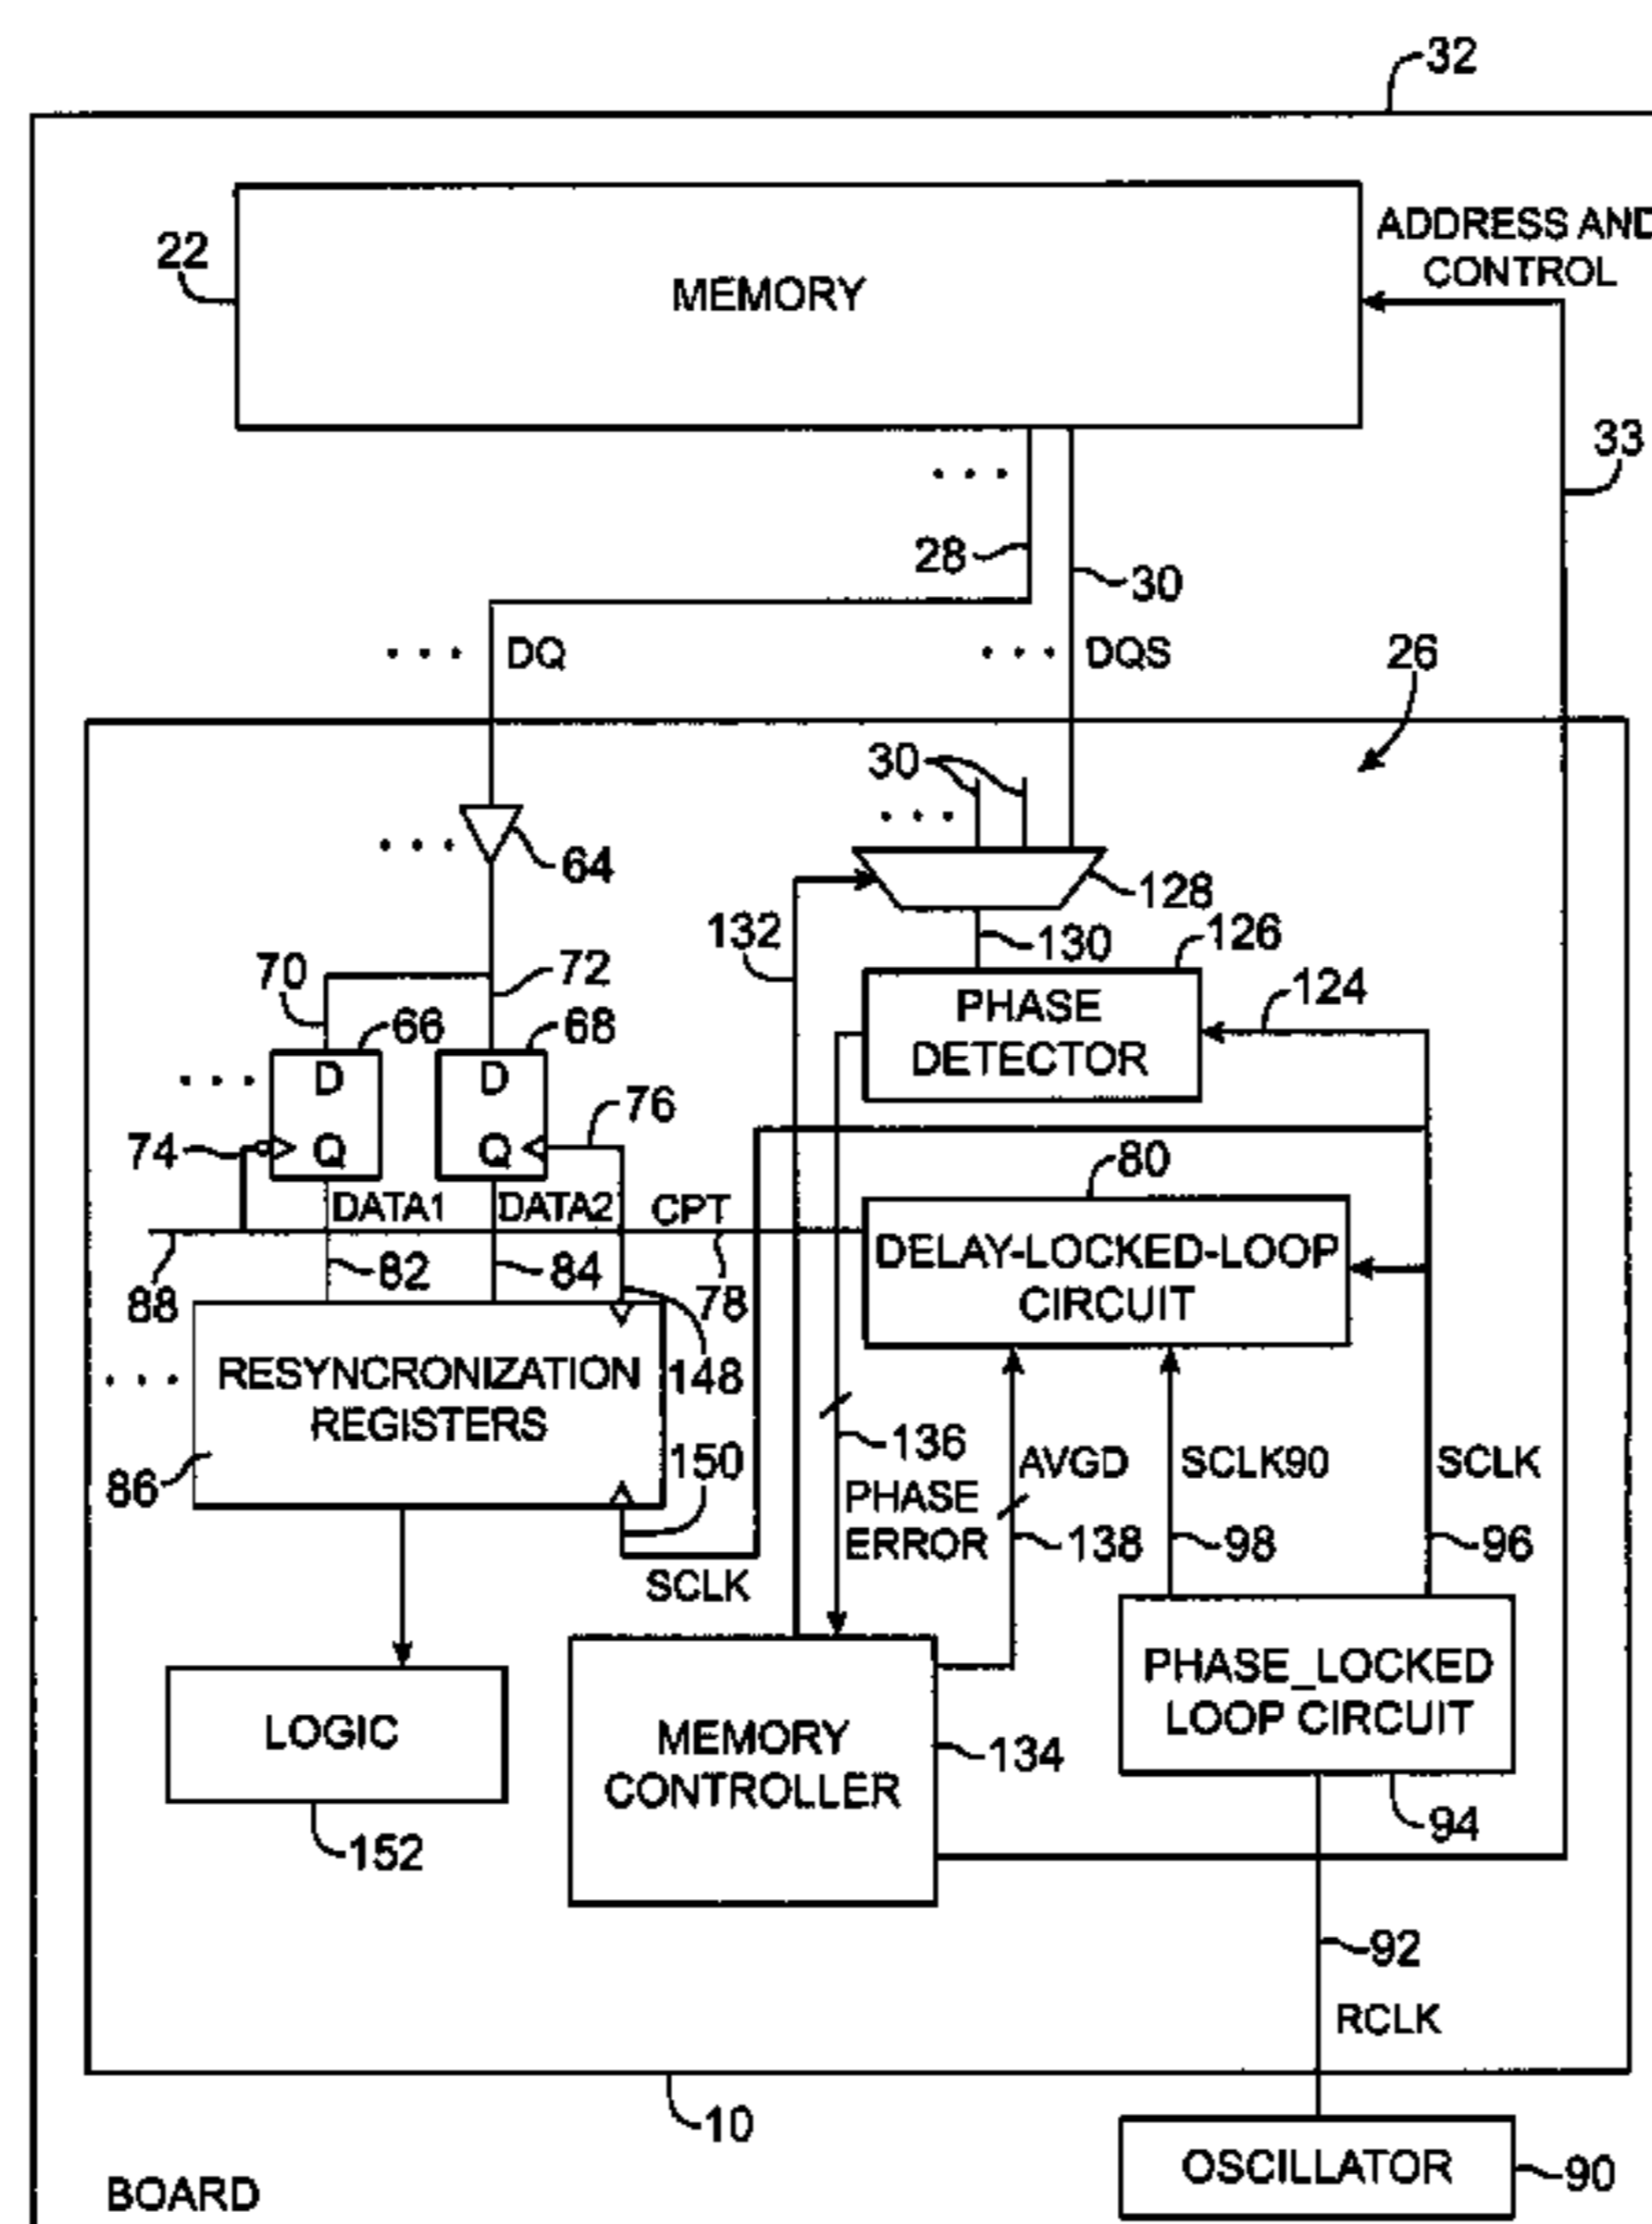 32
22
MEMORY
ADDRESS AND
CONTROL
33
28
30
DQ
DQS
26
30
64
128
132
130
126
70
72
PHASE
DETECTOR
124
66
68
D
D
76
74
Q
Q
80
DATA1
DATA2
CPT
DELAY-LOCKED-LOOP
CIRCUIT
88
82
84
78
RESYNCRONIZATION
REGISTERS
148
86
150
136
PHASE
ERROR
AVGD
SCLK90
SCLK
138
98
96
SCLK
LOGIC
MEMORY
CONTROLLER
PHASE_LOCKED
LOOP CIRCUIT
134
152
94
92
RCLK
10
OSCILLATOR
90
BOARD